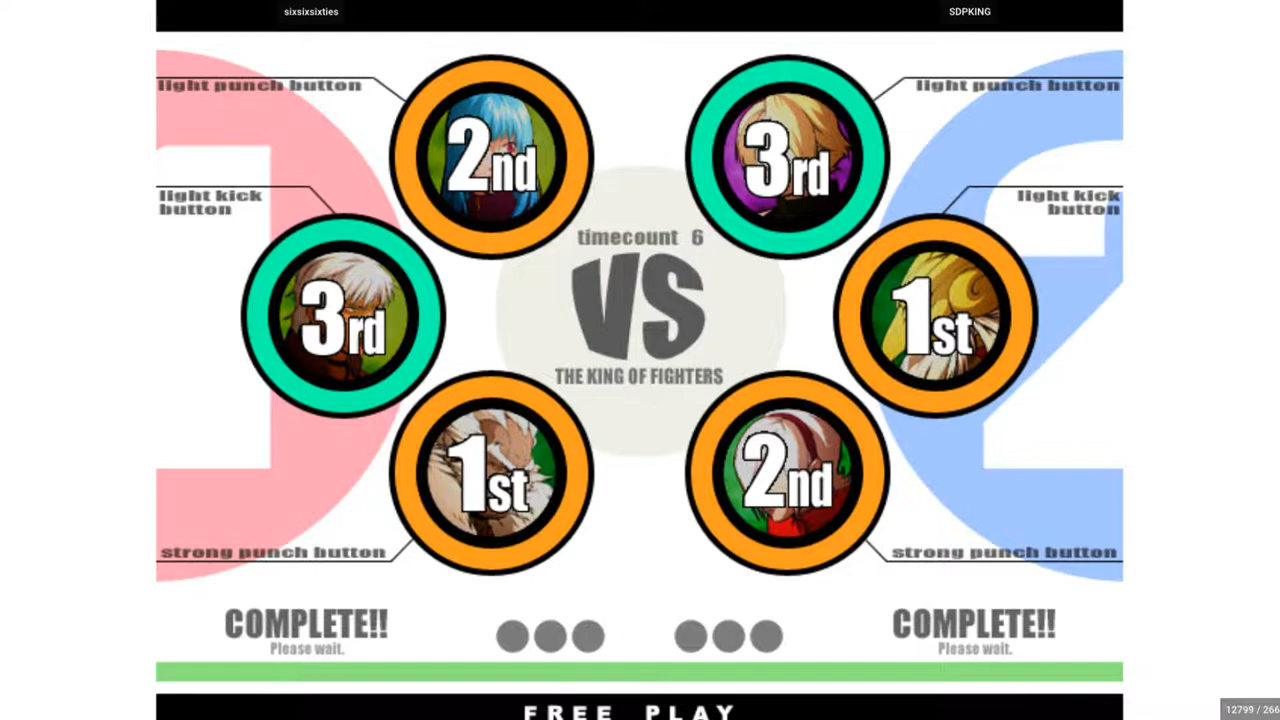 sixsixsixties
SDPKING
light punch button
light punch button
2nd
3rd
light kick
button
light kick
button
timecount 6
VS
THE KING OF FIGHTERS
3rd
1st
1st
2nd
strong punch button
strong punch button
COMPLETE!!
Please wait.
COMPLETE!!
Please wait.
FREE PLAY
12799 / 266